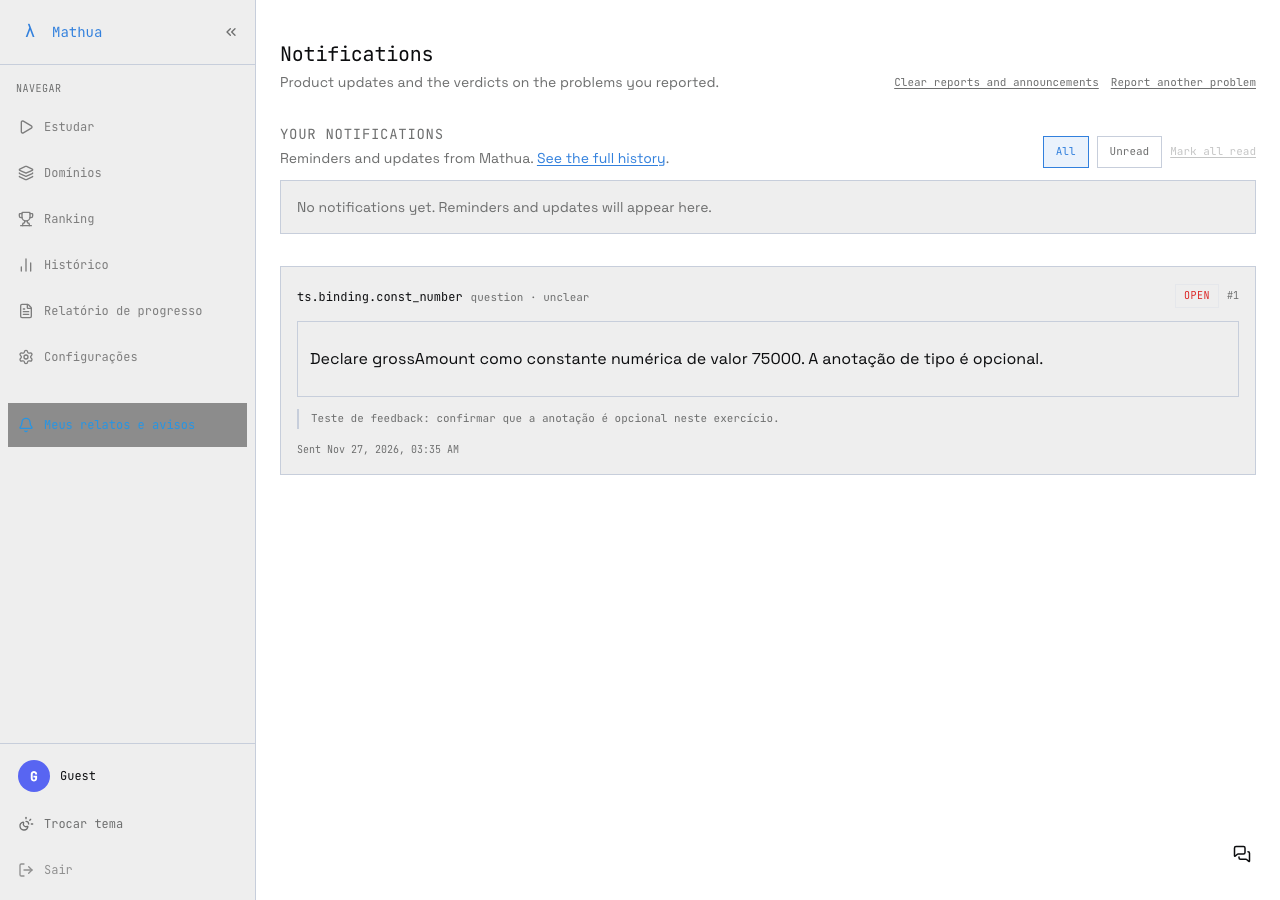 λ Mathua
NAVEGAR
Estudar
Domínios
Ranking
Histórico
Relatório de progresso
Configurações
Meus relatos e avisos
G Guest
Trocar tema
Sair
Notifications
Product updates and the verdicts on the problems you reported.
Clear reports and announcements Report another problem
YOUR NOTIFICATIONS
Reminders and updates from Mathua. See the full history.
All Unread Mark all read
No notifications yet. Reminders and updates will appear here.
ts.binding.const_number question · unclear OPEN #1
Declare grossAmount como constante numérica de valor 75000. A anotação de tipo é opcional.
Teste de feedback: confirmar que a anotação é opcional neste exercício.
Sent Nov 27, 2026, 03:35 AM